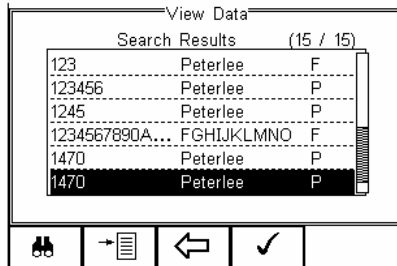 View Data
Search Results (15 / 15)
123 Peterlee F
123456 Peterlee P
1245 Peterlee P
1234567890A... FGHIJKLMNO F
1470 Peterlee P
1470 Peterlee P